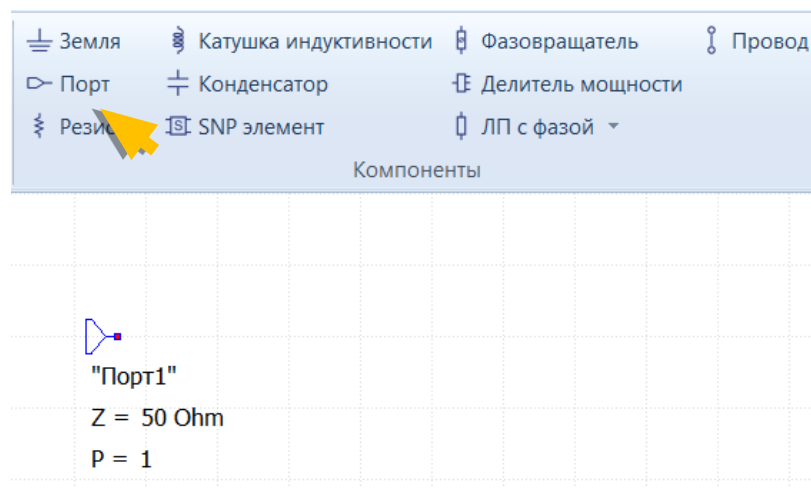 Земля Катушка индуктивности Фазовращатель Провод
Порт Конденсатор Делитель мощности
S SNP элемент ЛП с фазой
Компоненты
"Порт1"
Z = 50 Ohm
P = 1